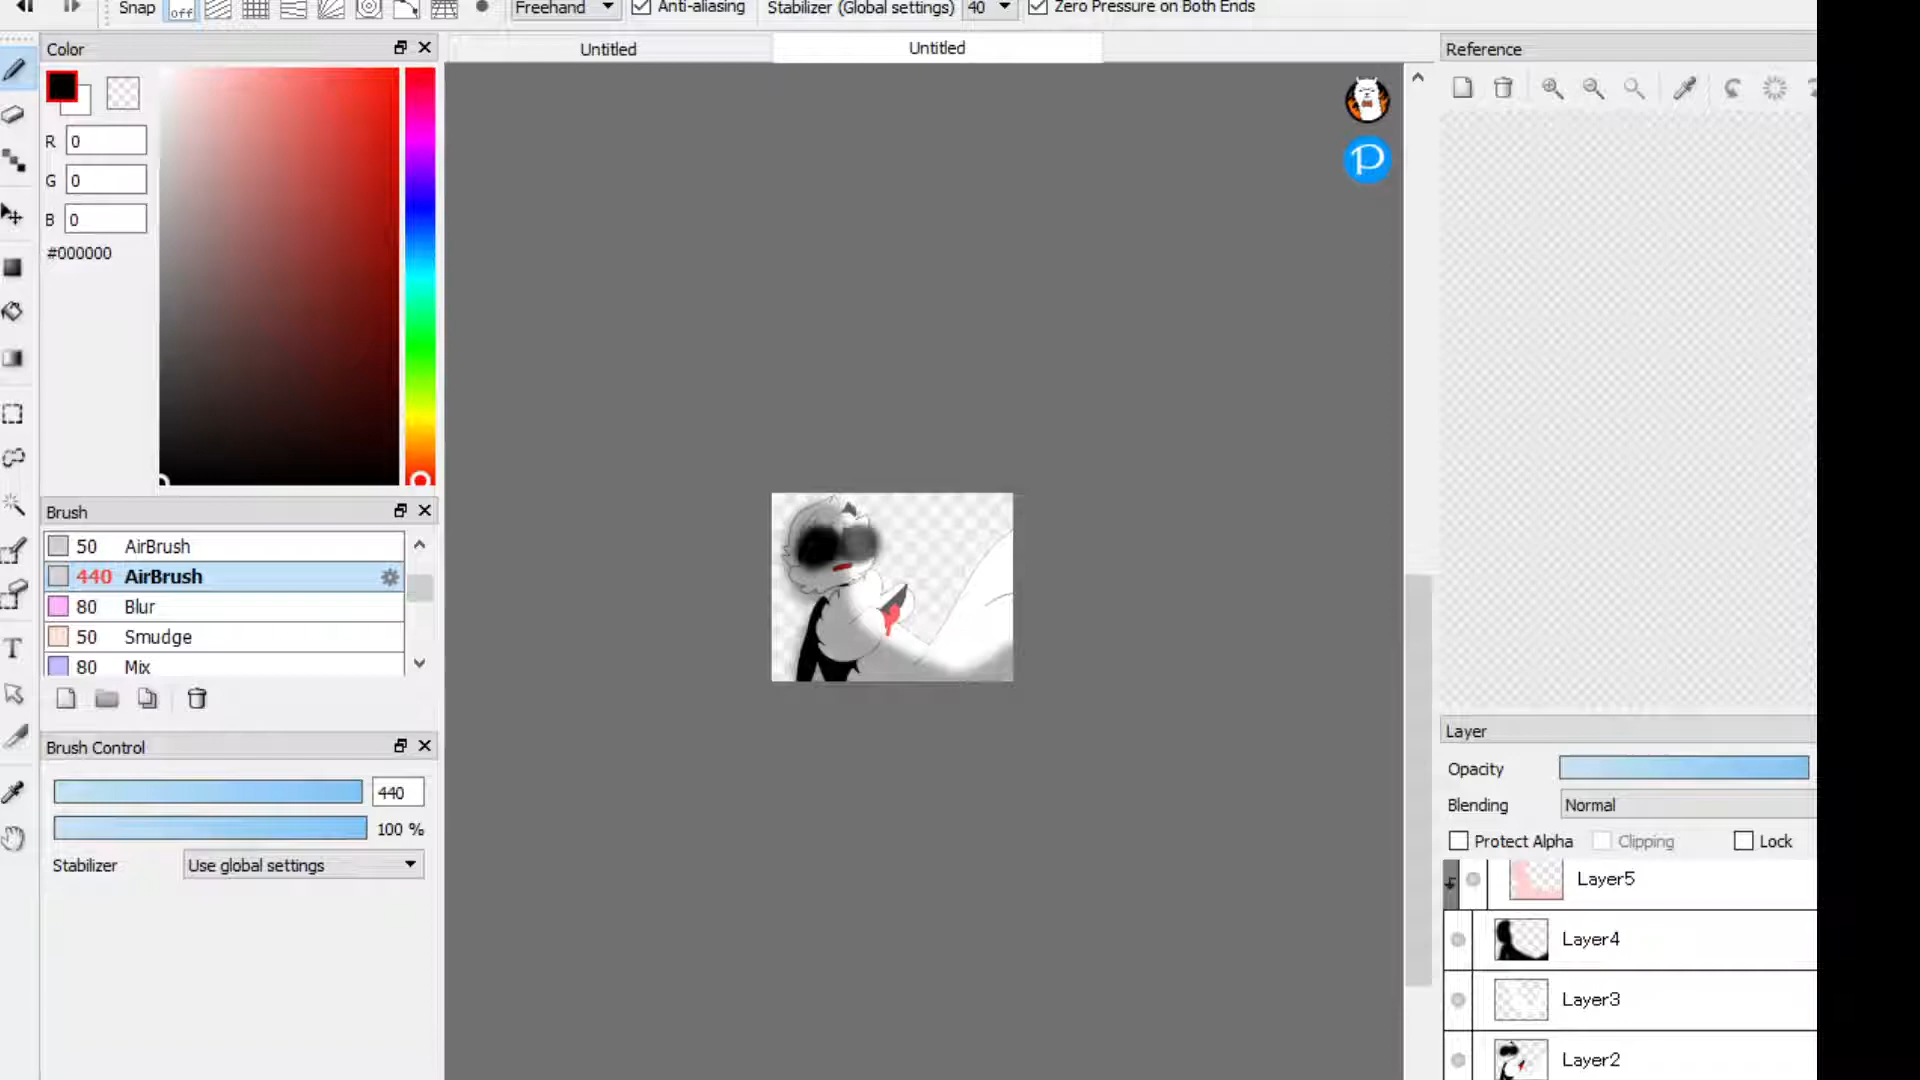 Snap off Freehand Anti-aliasing Stabilizer (Global settings) 40 Zero Pressure on Both Ends
Color
Untitled
Untitled
Reference
R 0
G 0
B 0
#000000
Brush
50 AirBrush
440 AirBrush
80 Blur
50 Smudge
80 Mix
Brush Control
440
100 %
Stabilizer Use global settings
T
P
Layer
Opacity
Blending Normal
Protect Alpha Clipping Lock
Layer5
Layer4
Layer3
Layer2